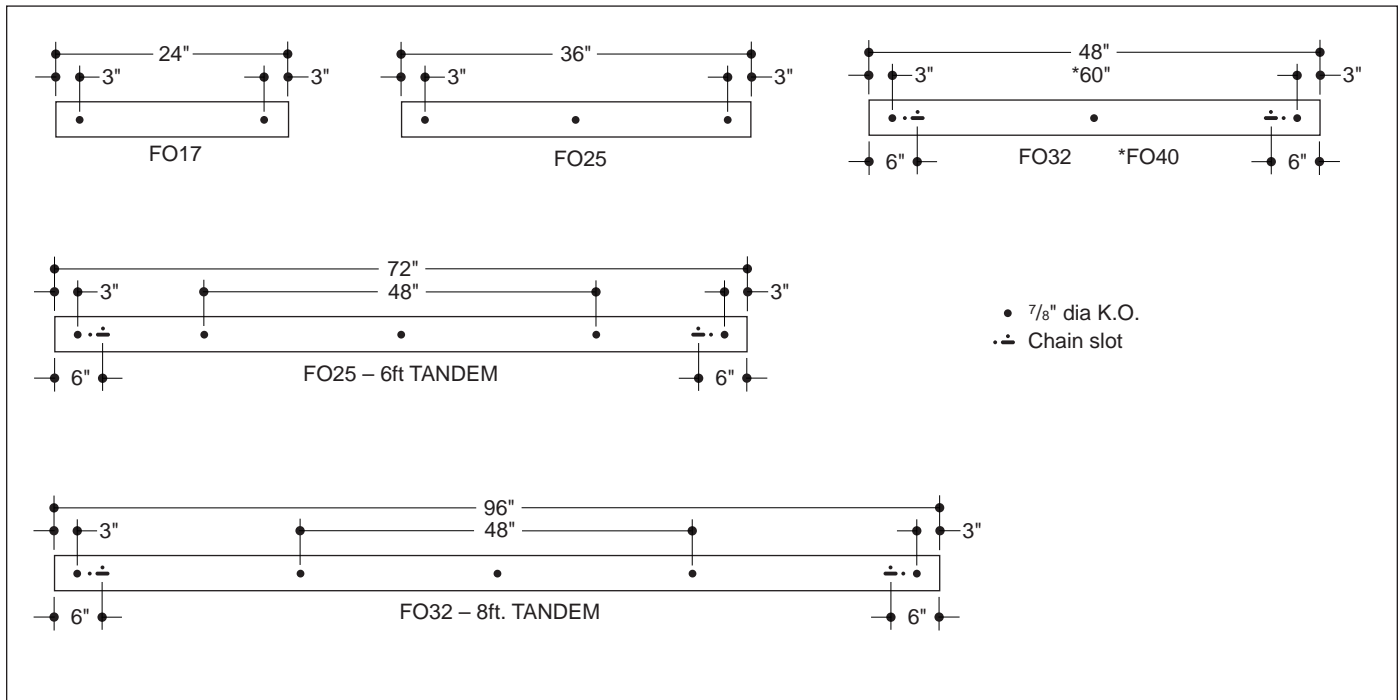 24"
3" 3"
FO17
36"
3" 3"
FO25
48"
*60"
3" 3"
6" FO32 *FO40 6"
72"
3" 48" 3"
6" FO25 – 6ft TANDEM 6"
7/8" dia K.O.
Chain slot
96"
3" 48" 3"
6" FO32 – 8ft. TANDEM 6"